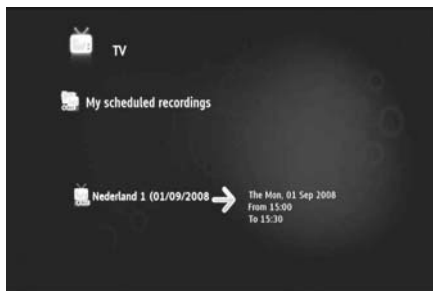 TV
My scheduled recordings
Nederland 1 (01/09/2008
The Mon, 01 Sep 2008
From 15:00
To 15:30